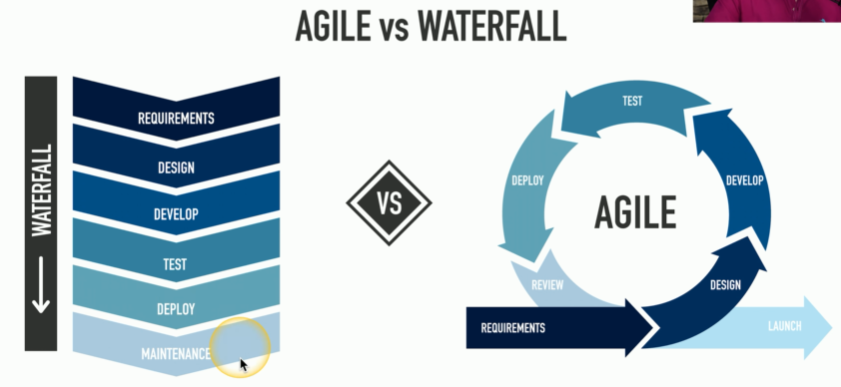 AGILE vs WATERFALL
WATERFALL
REQUIREMENTS
DESIGN
DEVELOP
TEST
DEPLOY
MAINTENANCE
VS
AGILE
TEST
DEPLOY
DEVELOP
REVIEW
DESIGN
REQUIREMENTS
LAUNCH